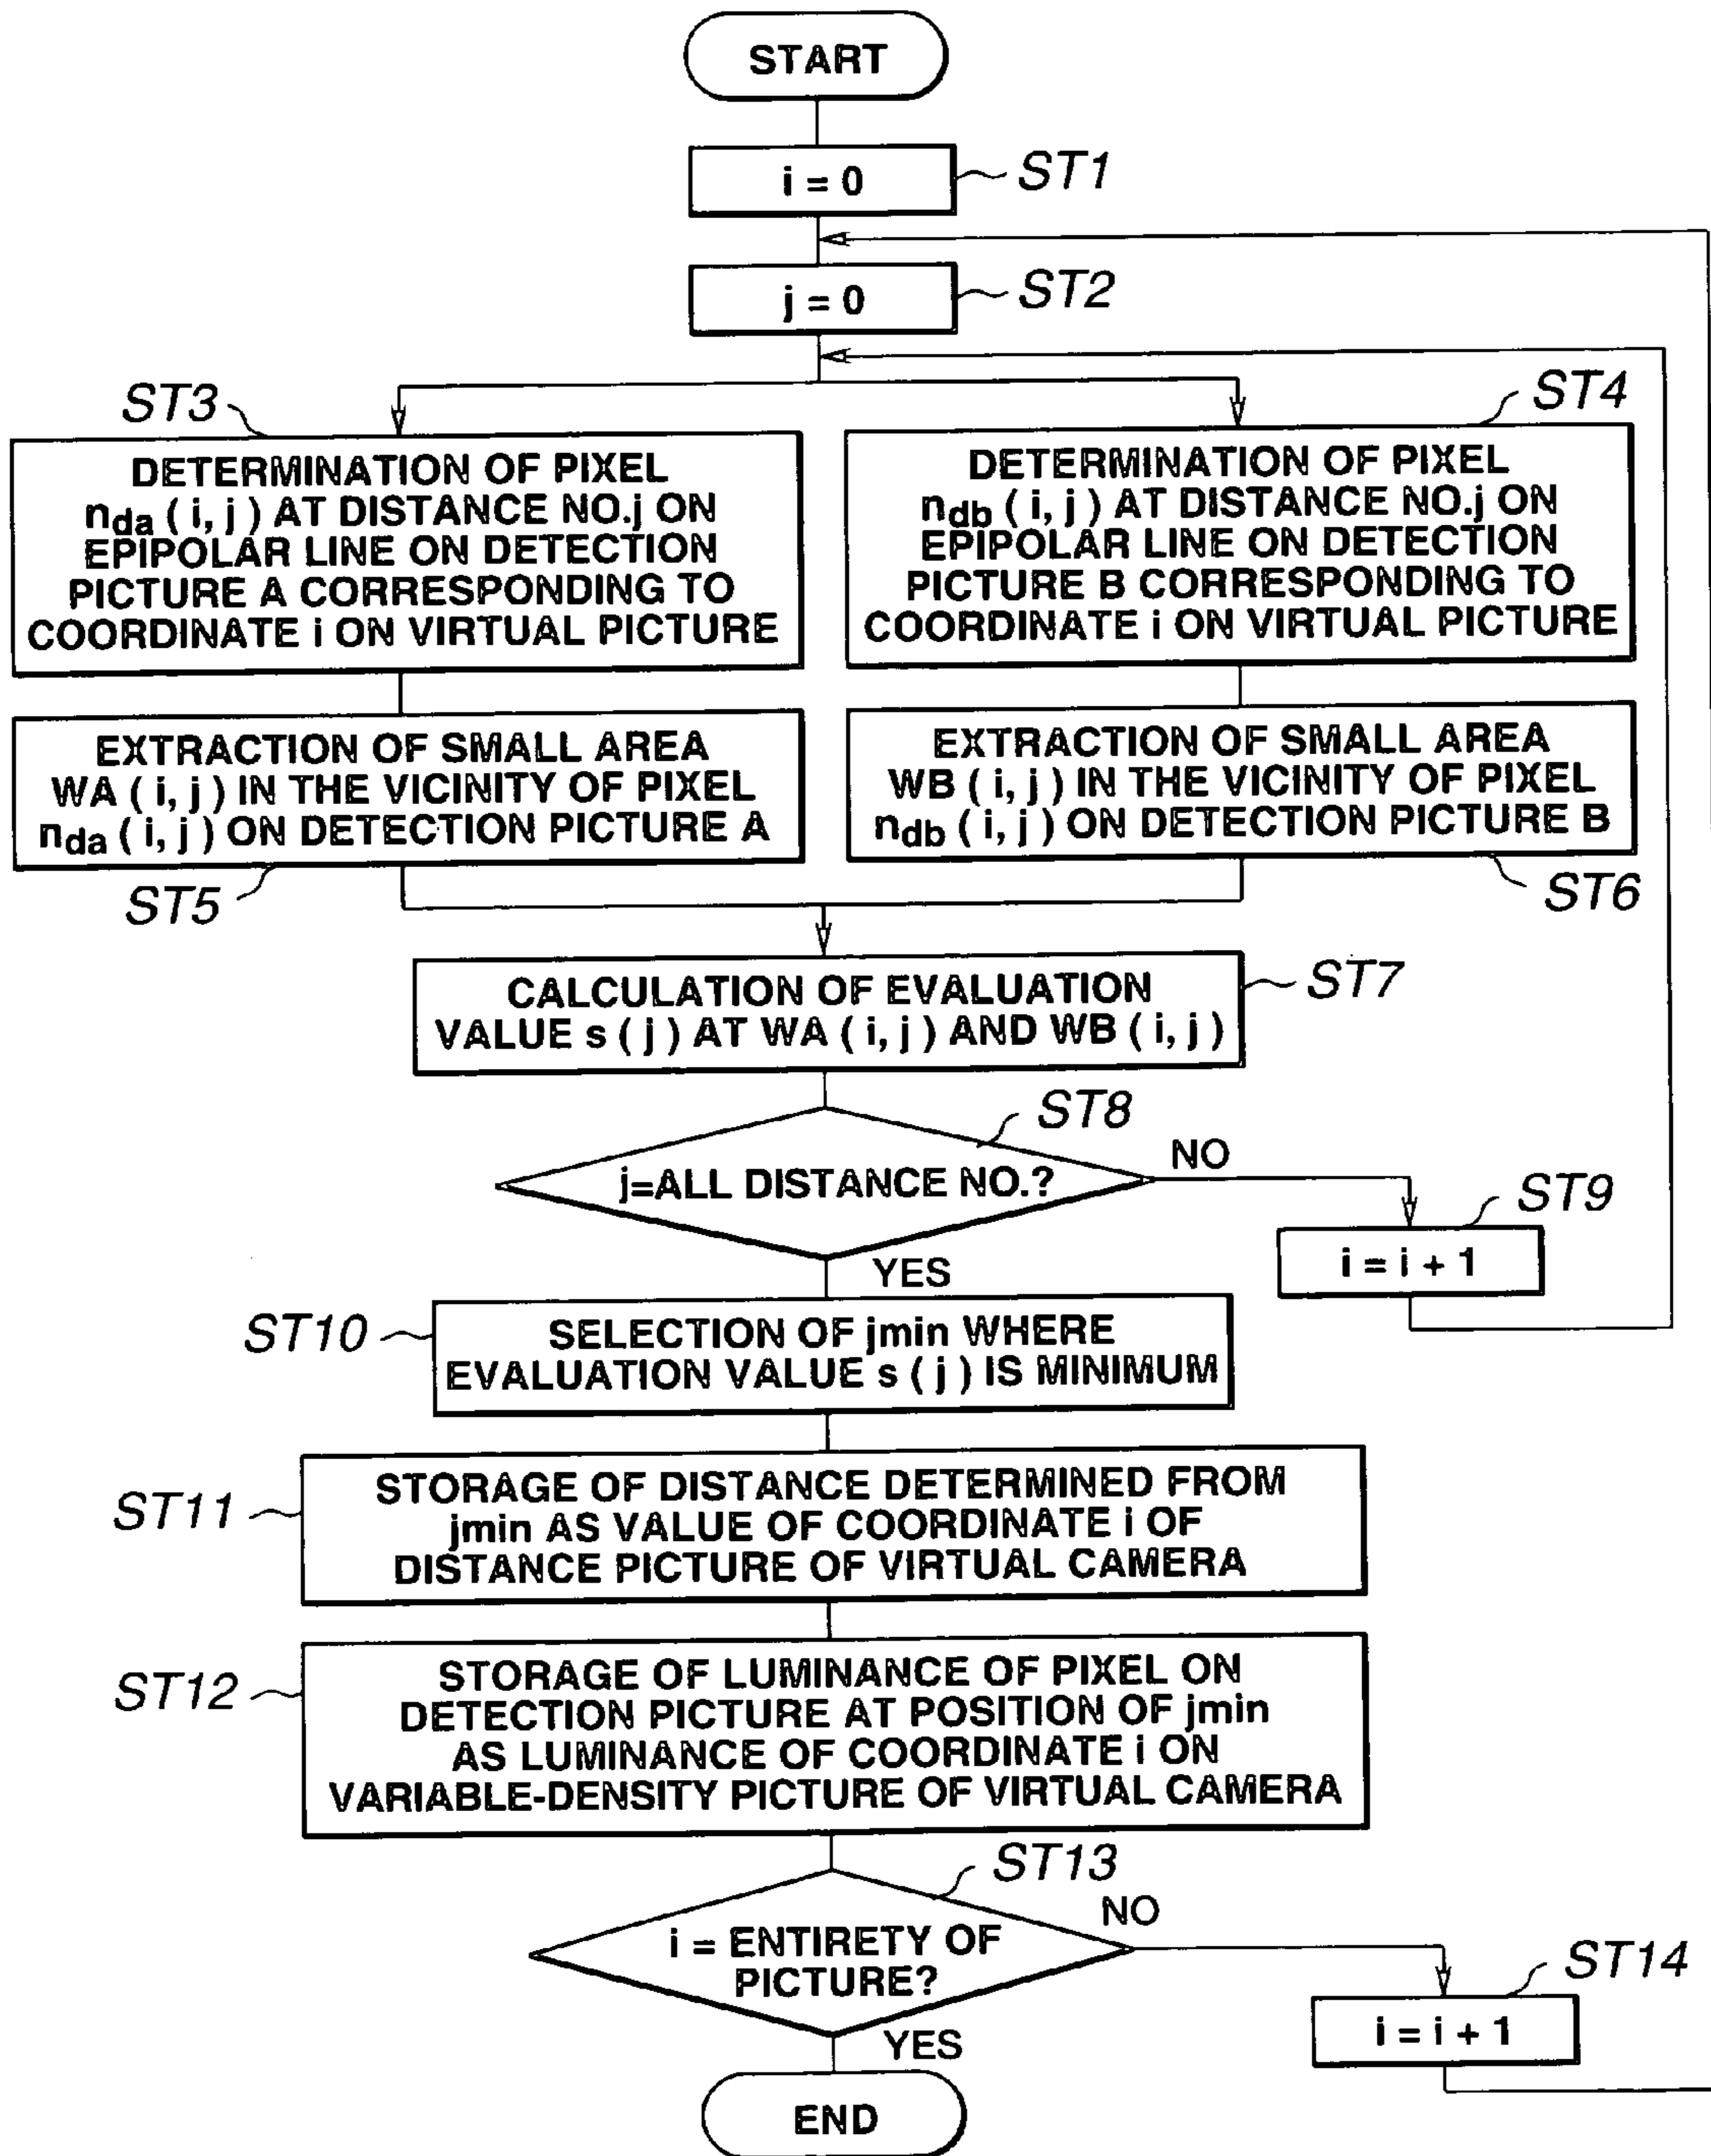 START
i = 0
ST1
j = 0
ST2
ST3
ST4
DETERMINATION OF PIXEL
nda ( i, j ) AT DISTANCE NO.j ON
EPIPOLAR LINE ON DETECTION
PICTURE A CORRESPONDING TO
COORDINATE i ON VIRTUAL PICTURE
DETERMINATION OF PIXEL
ndb ( i, j ) AT DISTANCE NO.j ON
EPIPOLAR LINE ON DETECTION
PICTURE B CORRESPONDING TO
COORDINATE i ON VIRTUAL PICTURE
EXTRACTION OF SMALL AREA
WA ( i, j ) IN THE VICINITY OF PIXEL
nda ( i, j ) ON DETECTION PICTURE A
EXTRACTION OF SMALL AREA
WB ( i, j ) IN THE VICINITY OF PIXEL
ndb ( i, j ) ON DETECTION PICTURE B
ST5
ST6
CALCULATION OF EVALUATION
VALUE s ( j ) AT WA ( i, j ) AND WB ( i, j )
ST7
ST8
j=ALL DISTANCE NO.?
NO
ST9
i = i + 1
YES
ST10
SELECTION OF jmin WHERE
EVALUATION VALUE s ( j ) IS MINIMUM
ST11
STORAGE OF DISTANCE DETERMINED FROM
jmin AS VALUE OF COORDINATE i OF
DISTANCE PICTURE OF VIRTUAL CAMERA
ST12
STORAGE OF LUMINANCE OF PIXEL ON
DETECTION PICTURE AT POSITION OF jmin
AS LUMINANCE OF COORDINATE i ON
VARIABLE-DENSITY PICTURE OF VIRTUAL CAMERA
ST13
i = ENTIRETY OF
PICTURE?
NO
ST14
i = i + 1
YES
END